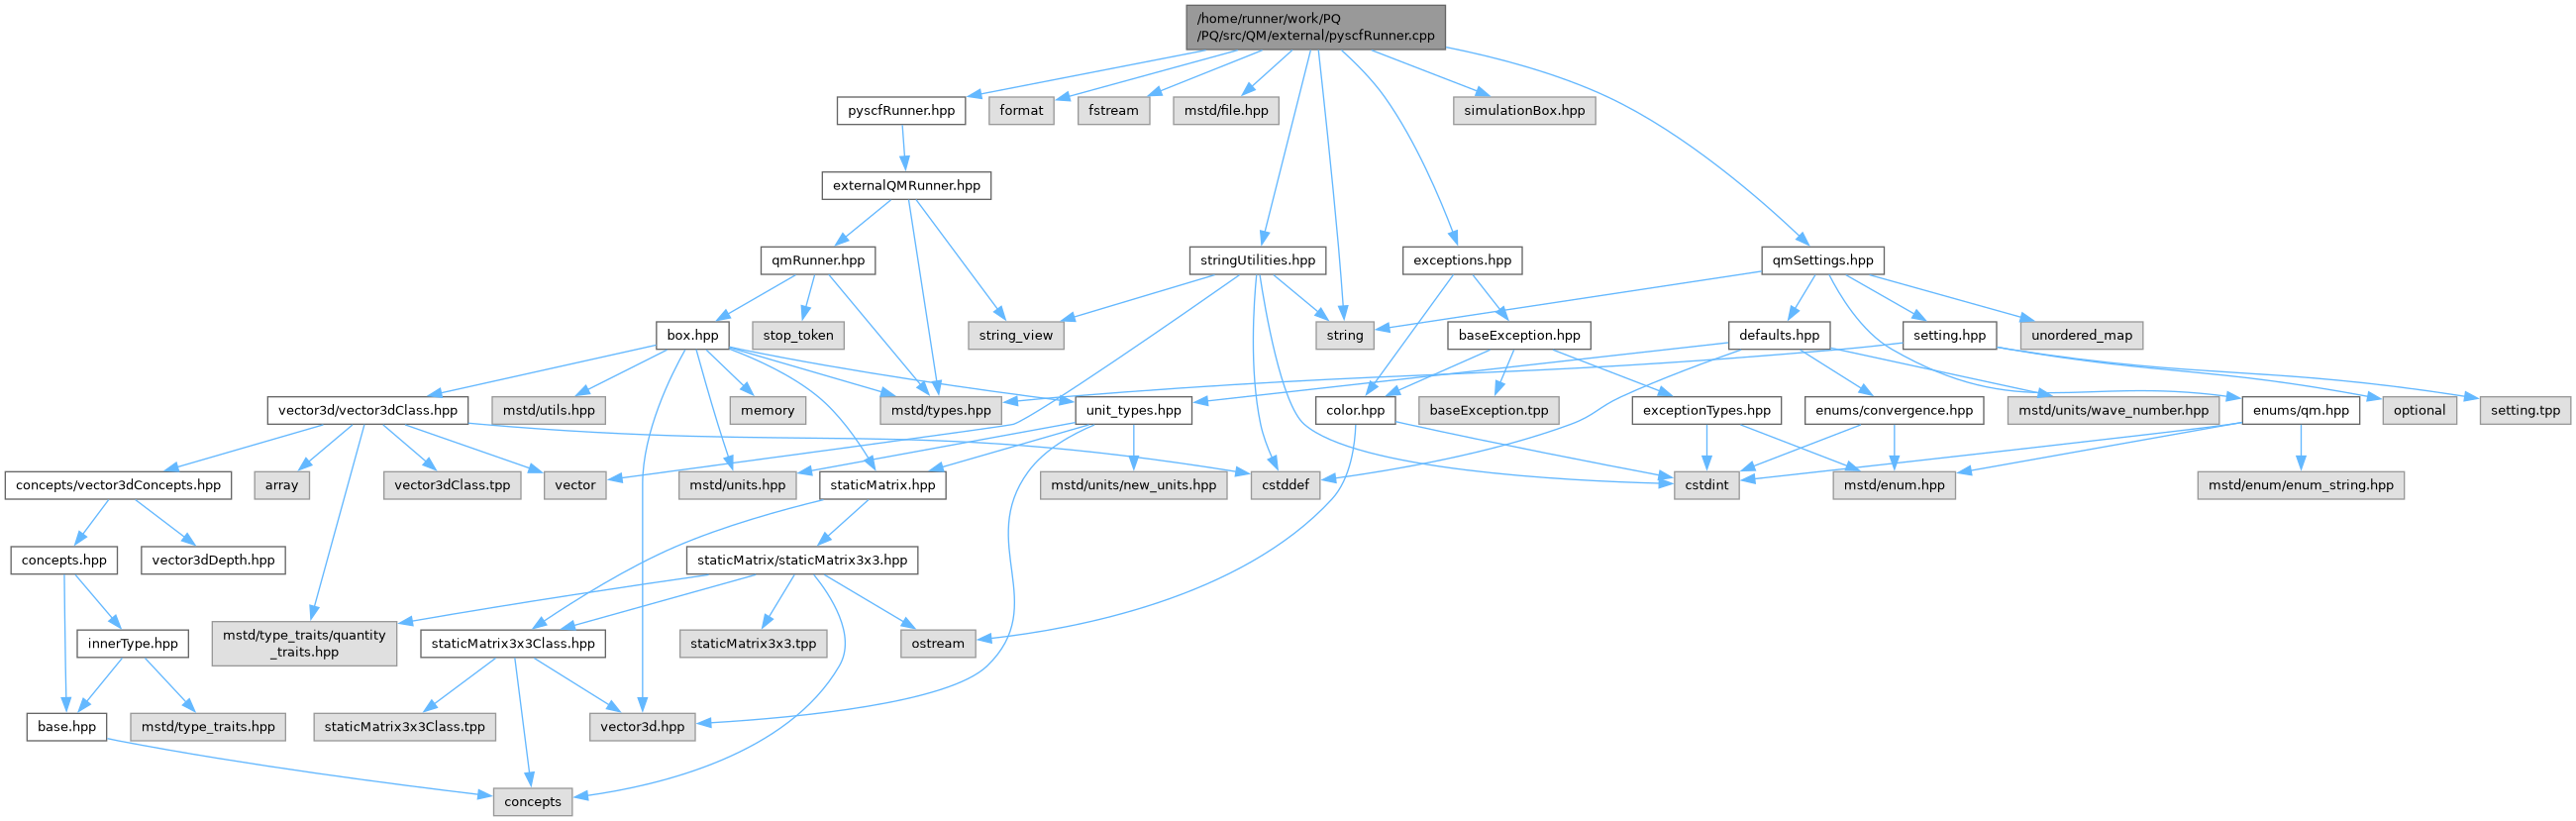 /home/runner/work/PQ
/PQ/src/QM/external/pyscfRunner.cpp
pyscfRunner.hpp
format
fstream
mstd/file.hpp
simulationBox.hpp
externalQMRunner.hpp
qmRunner.hpp
stringUtilities.hpp
exceptions.hpp
qmSettings.hpp
box.hpp
stop_token
string_view
string
baseException.hpp
defaults.hpp
setting.hpp
unordered_map
vector3d/vector3dClass.hpp
mstd/utils.hpp
memory
mstd/types.hpp
unit_types.hpp
color.hpp
baseException.tpp
exceptionTypes.hpp
enums/convergence.hpp
mstd/units/wave_number.hpp
enums/qm.hpp
optional
setting.tpp
concepts/vector3dConcepts.hpp
array
vector3dClass.tpp
vector
mstd/units.hpp
staticMatrix.hpp
mstd/units/new_units.hpp
cstddef
cstdint
mstd/enum.hpp
mstd/enum/enum_string.hpp
concepts.hpp
vector3dDepth.hpp
staticMatrix/staticMatrix3x3.hpp
innerType.hpp
mstd/type_traits/quantity
_traits.hpp
staticMatrix3x3Class.hpp
staticMatrix3x3.tpp
ostream
base.hpp
mstd/type_traits.hpp
staticMatrix3x3Class.tpp
vector3d.hpp
concepts